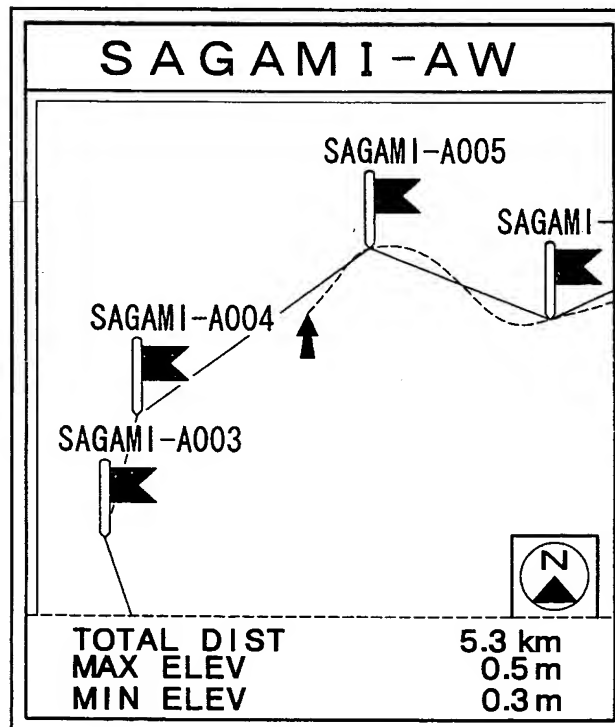 SAGAMI-AW
SAGAMI-A005
SAGAMI-
SAGAMI-A004
SAGAMI-A003
N
TOTAL DIST 5.3 km
MAX ELEV 0.5 m
MIN ELEV 0.3 m